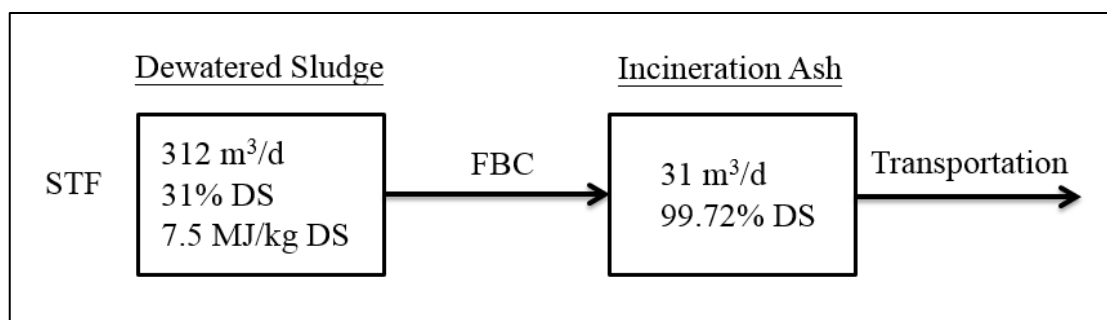 Dewatered Sludge
Incineration Ash
STF
312 m³/d
31% DS
7.5 MJ/kg DS
FBC
31 m³/d
99.72% DS
Transportation